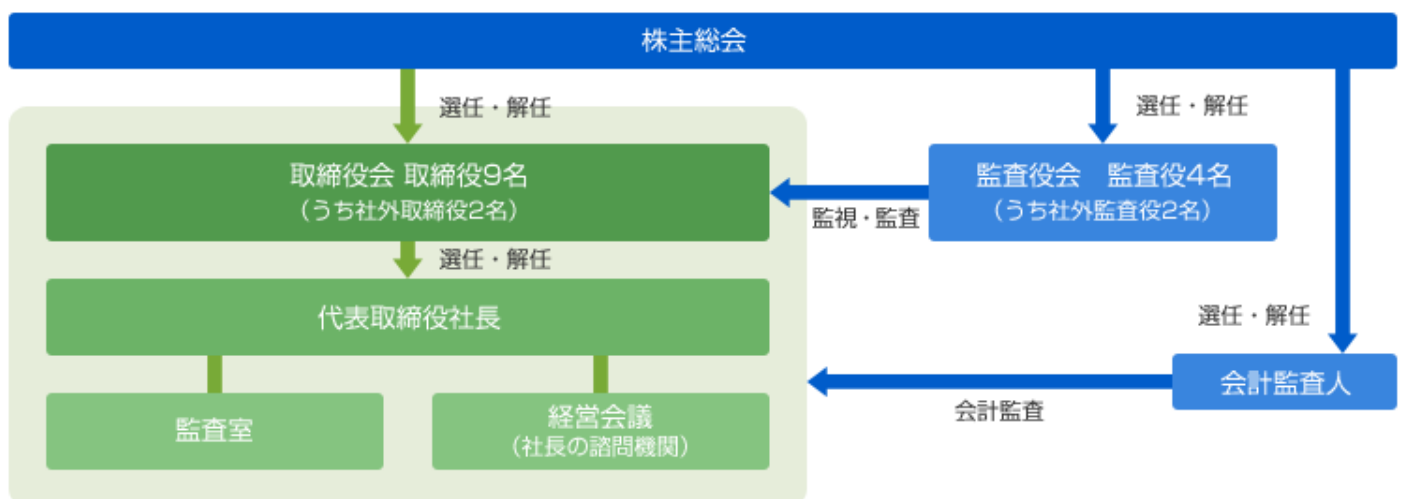 株主総会
選任・解任
選任・解任
取締役会 取締役9名
(うち社外取締役2名)
監査役会　監査役4名
(うち社外監査役2名)
監視・監査
選任・解任
代表取締役社長
選任・解任
会計監査人
会計監査
監査室
経営会議
(社長の諮問機関)